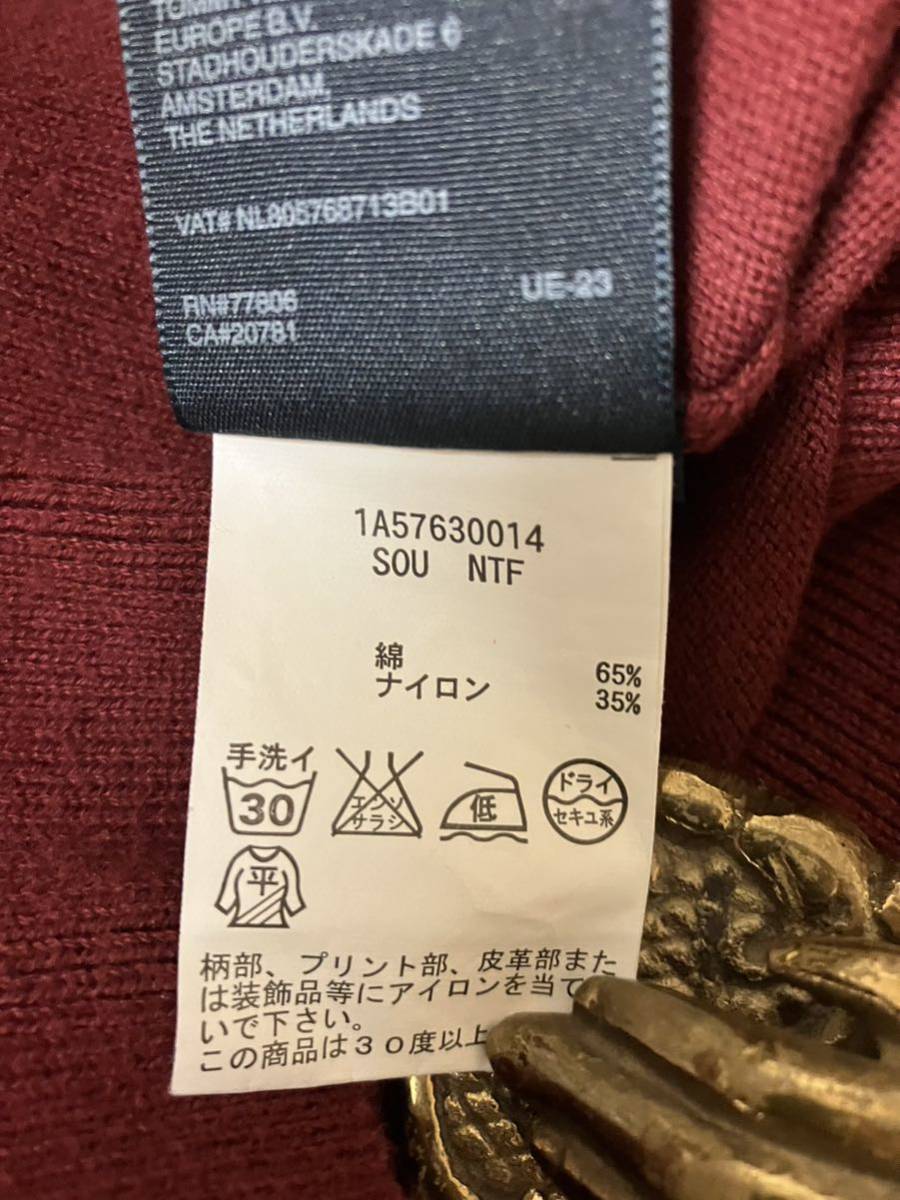 EUROPE B.V.
STADHOUDERSKADE 6
AMSTERDAM,
THE NETHERLANDS
VAT# NL805768713B01
RN#77806
CA#20781
UE-23
1A57630014
SOU NTF
綿 65%
ナイロン 35%
手洗イ
30
エンソ
サラシ
低
ドライ
セキユ系
平
柄部、プリント部、皮革部また
は装飾品等にアイロンを当て
いで下さい。
この商品は30度以上